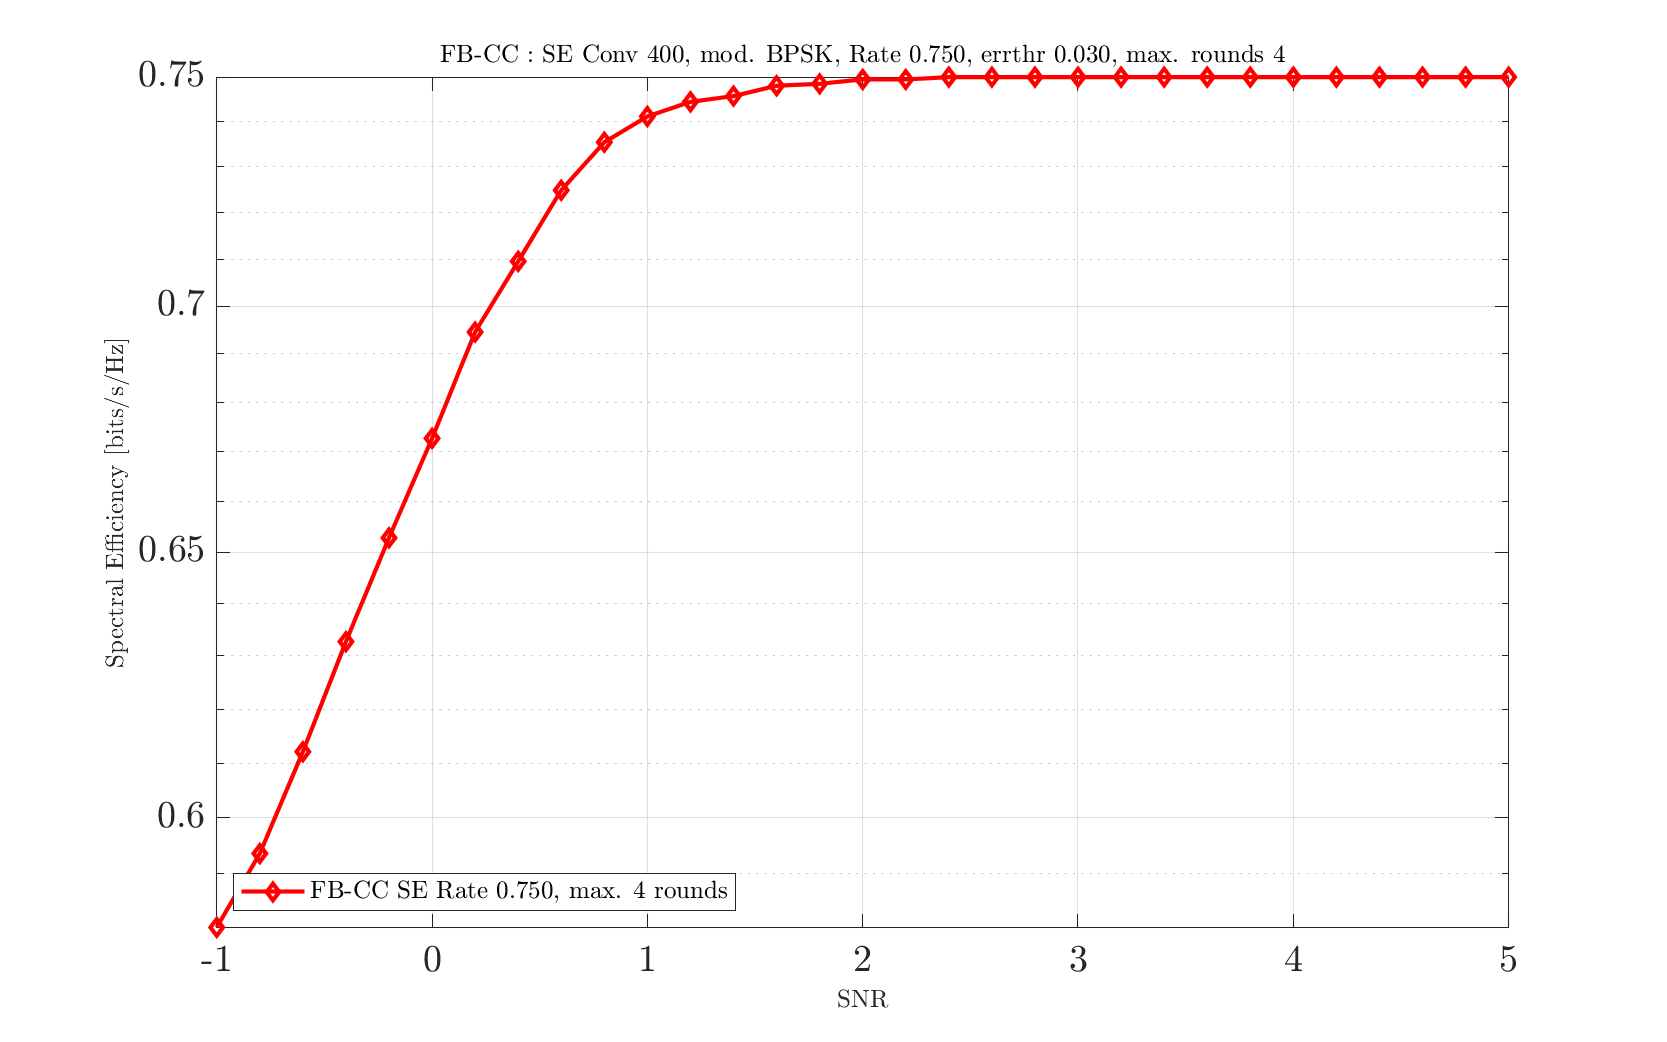 FB-CC : SE Conv 400, mod. BPSK, Rate 0.750, errthr 0.030, max. rounds 4
0.75
0.7
0.65
0.6
Spectral Efficiency [bits/s/Hz]
FB-CC SE Rate 0.750, max. 4 rounds
-1 0 1 2 3 4 5
SNR